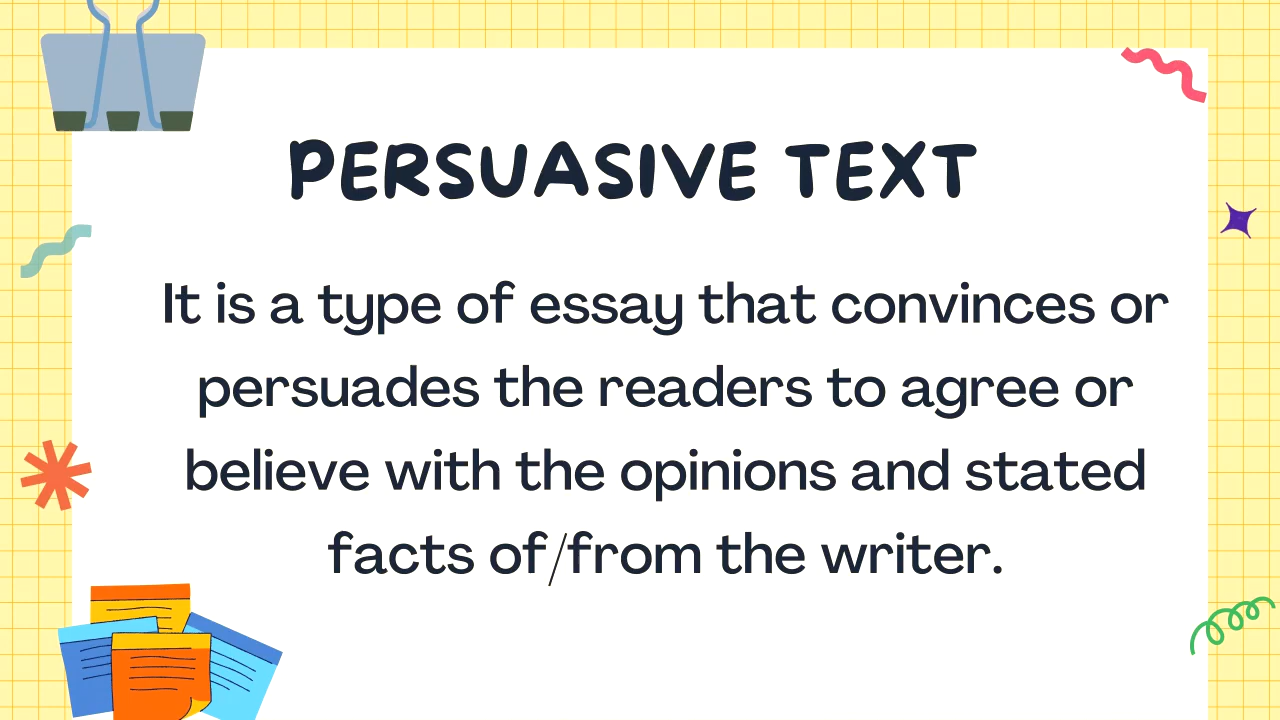 PERSUASIVE TEXT
It is a type of essay that convinces or
persuades the readers to agree or
believe with the opinions and stated
facts of/from the writer.